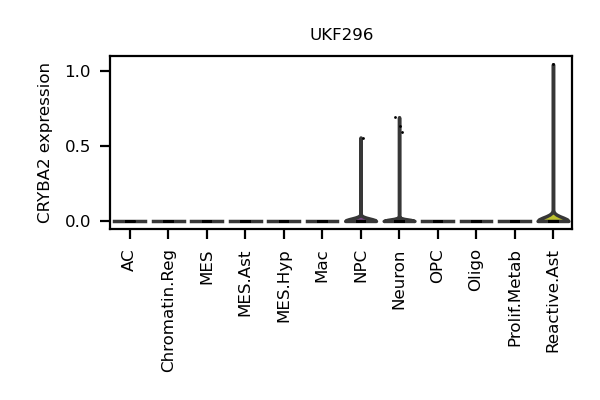 UKF296
CRYBA2 expression
1.0
0.5
0.0
AC
Chromatin.Reg
MES
MES.Ast
MES.Hyp
Mac
NPC
Neuron
OPC
Oligo
Prolif.Metab
Reactive.Ast